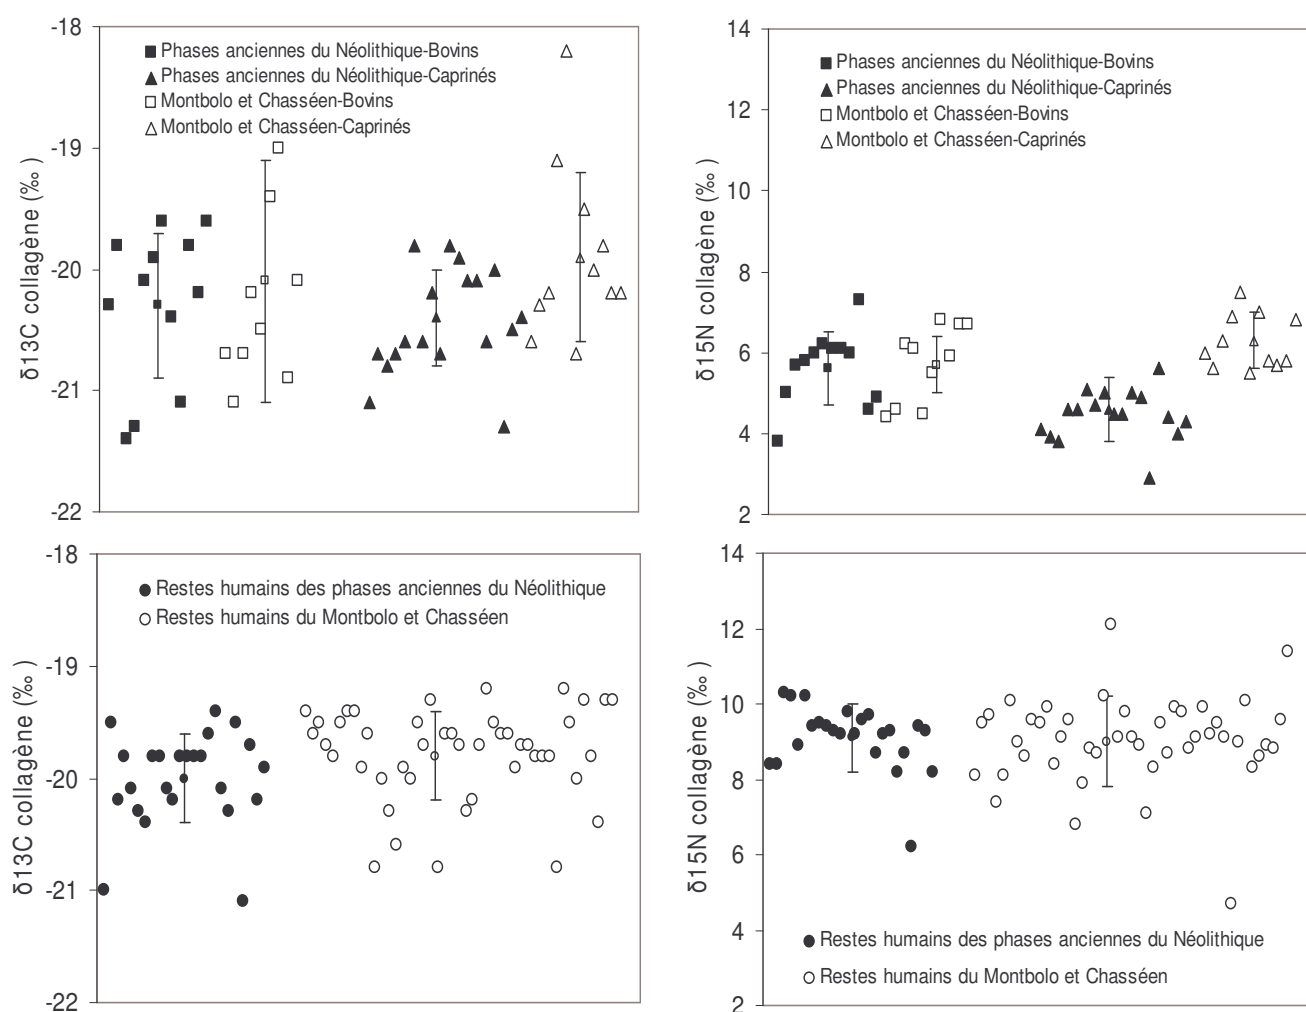 -18
-19
-20
-21
-22
δ13C collagène (‰ )
■ Phases anciennes du Néolithique-Bovins
▲ Phases anciennes du Néolithique-Caprinés
□ Montbolo et Chasséen-Bovins
△ Montbolo et Chasséen-Caprinés
14
12
10
8
6
4
2
δ15N collagène (‰ )
■ Phases anciennes du Néolithique-Bovins
▲ Phases anciennes du Néolithique-Caprinés
□ Montbolo et Chasséen-Bovins
△ Montbolo et Chasséen-Caprinés
-18
-19
-20
-21
-22
δ13C collagène (‰ )
● Restes humains des phases anciennes du Néolithique
○ Restes humains du Montbolo et Chasséen
14
12
10
8
6
4
2
δ15N collagène (‰ )
● Restes humains des phases anciennes du Néolithique
○ Restes humains du Montbolo et Chasséen